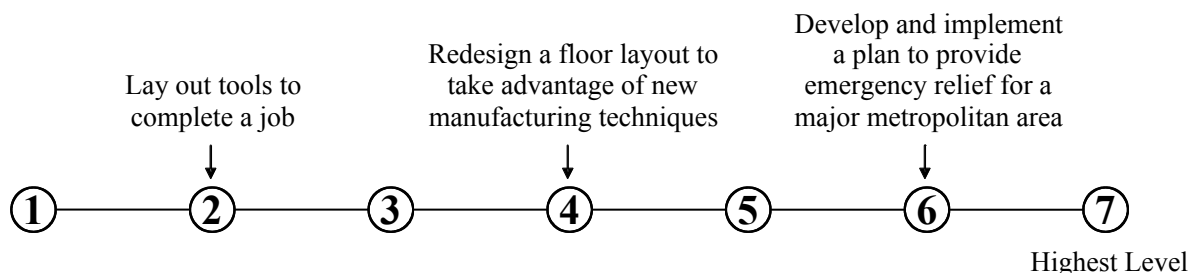 Lay out tools to
complete a job
Redesign a floor layout to
take advantage of new
manufacturing techniques
Develop and implement
a plan to provide
emergency relief for a
major metropolitan area
1 2 3 4 5 6 7
Highest Level